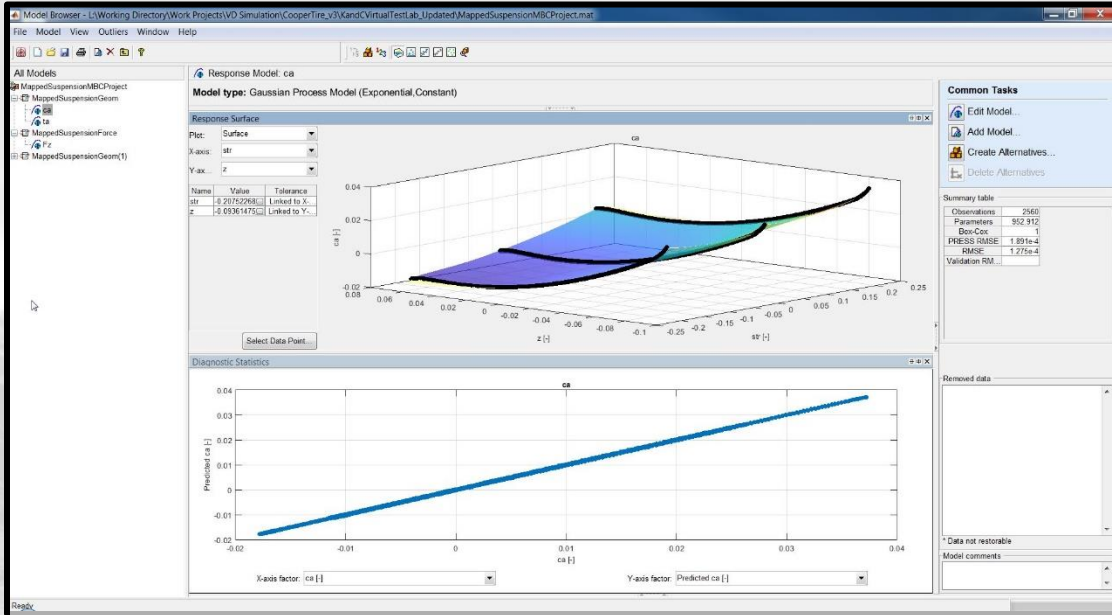 Model Browser - L:\Working Directory\Work Projects\VD Simulation\CooperTire_v3\KandCVirtualTestLab_Updated\MappedSuspensionMBCProject.mat
File Model View Outliers Window Help
All Models
MappedSuspensionMBCProject
MappedSuspensionGeom
ca
ta
MappedSuspensionForce
Fz
MappedSuspensionGeom(1)
Response Model: ca
Model type: Gaussian Process Model (Exponential,Constant)
Response Surface
Plot: Surface
X-axis: str
Y-ax... z
Name Value Tolerance
str -0.20752268 Linked to X-...
z -0.09361475 Linked to Y-...
Select Data Point...
ca
0.04
0.02
0
-0.02
ca [-]
0.08 0.06 0.04 0.02 0 -0.02 -0.04 -0.06 -0.08 -0.1
z [-]
-0.25 -0.2 -0.15 -0.1 -0.05 0 0.05 0.1 0.15 0.2 0.25
str [-]
Diagnostic Statistics
ca
0.04
0.03
0.02
0.01
0
-0.01
-0.02
Predicted ca [-]
-0.02 -0.01 0 0.01 0.02 0.03 0.04
ca [-]
X-axis factor: ca [-] Y-axis factor: Predicted ca [-]
Common Tasks
Edit Model...
Add Model...
Create Alternatives...
Delete Alternatives
Summary table
Observations 2560
Parameters 952.912
Box-Cox 1
PRESS RMSE 1.891e-4
RMSE 1.275e-4
Validation RM...
Removed data
* Data not restorable
Model comments
Ready